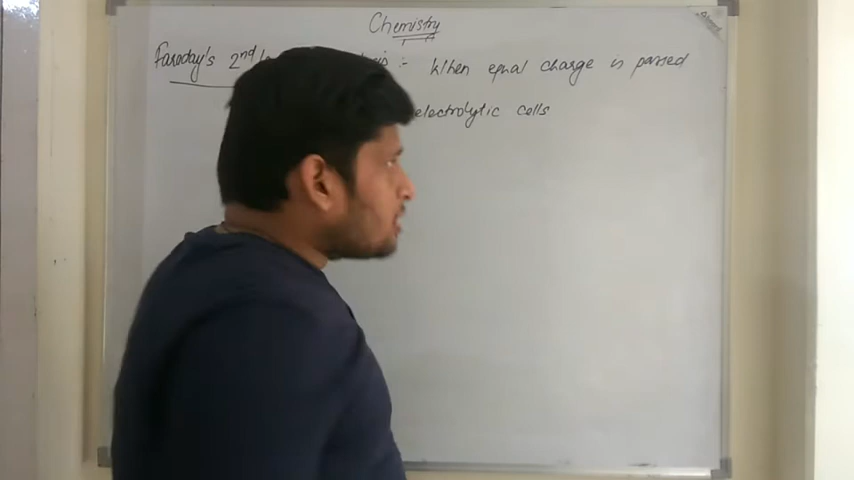 Chemistry
Faraday's 2nd :- When equal charge is passed
electrolytic cells